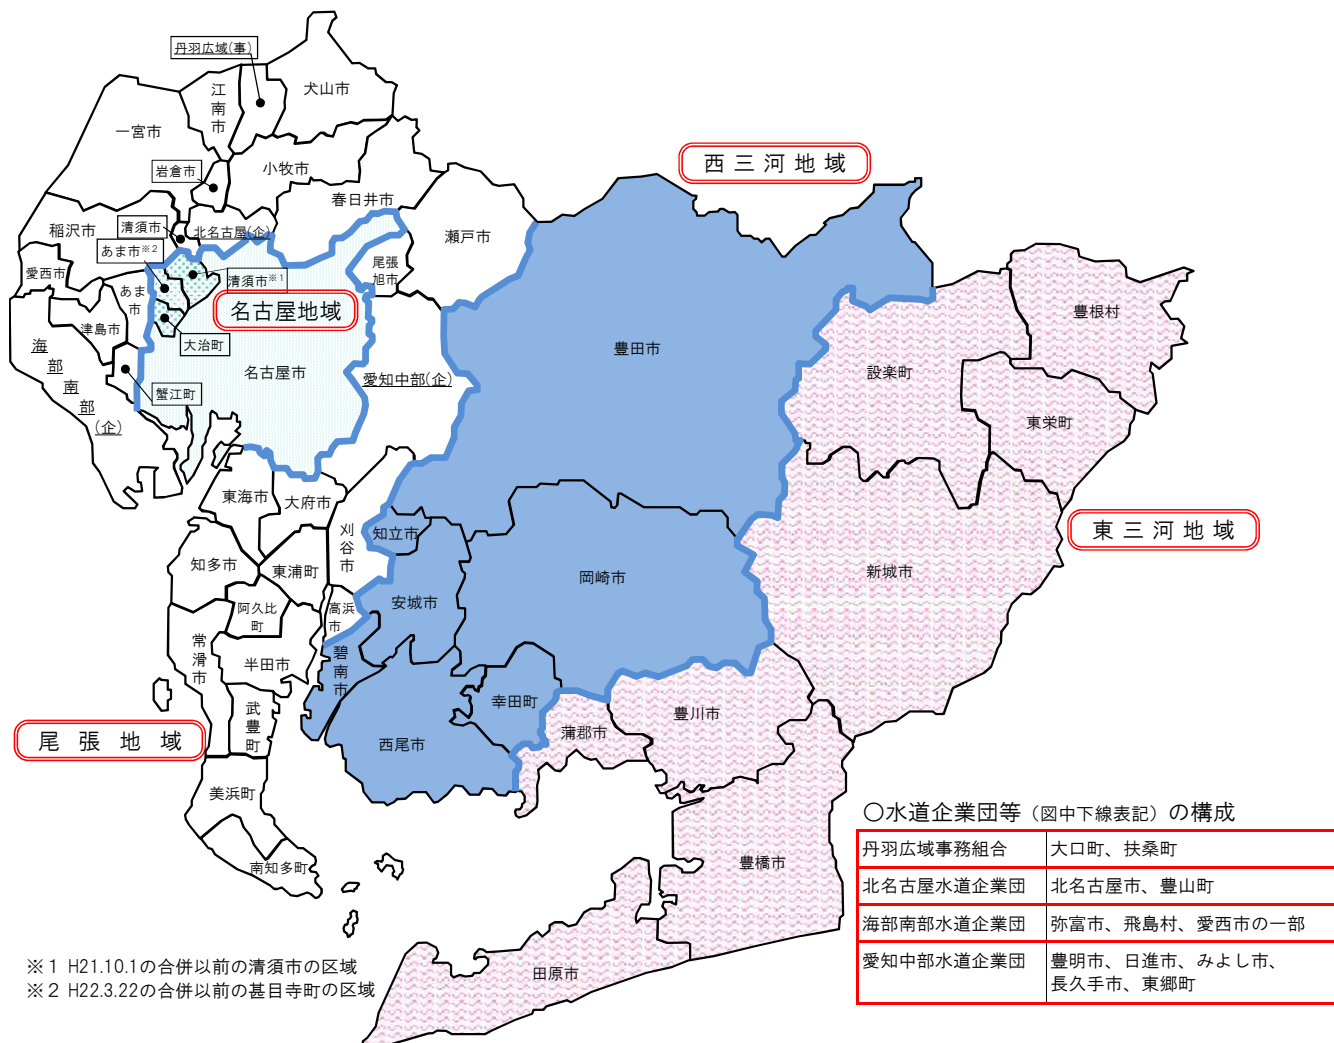 丹羽広域(事)
犬山市
江南市
一宮市
小牧市
岩倉市
春日井市
西三河地域
稲沢市
清須市
北名古屋(企)
瀬戸市
あま市※2
愛西市
清須市※1
尾張旭市
あま市
名古屋地域
豊根村
津島市
大治町
豊田市
海部南部(企)
名古屋市
愛知中部(企)
設楽町
蟹江町
東栄町
東海市
大府市
刈谷市
知立市
東三河地域
知多市
東浦町
岡崎市
新城市
阿久比町
高浜市
安城市
常滑市
半田市
碧南市
武豊町
幸田町
豊川市
尾張地域
西尾市
蒲郡市
美浜町
南知多町
豊橋市
田原市
○水道企業団等（図中下線表記）の構成
丹羽広域事務組合 大口町、扶桑町
北名古屋水道企業団 北名古屋市、豊山町
海部南部水道企業団 弥富市、飛島村、愛西市の一部
愛知中部水道企業団 豊明市、日進市、みよし市、
長久手市、東郷町
※1 H21.10.1の合併以前の清須市の区域
※2 H22.3.22の合併以前の甚目寺町の区域